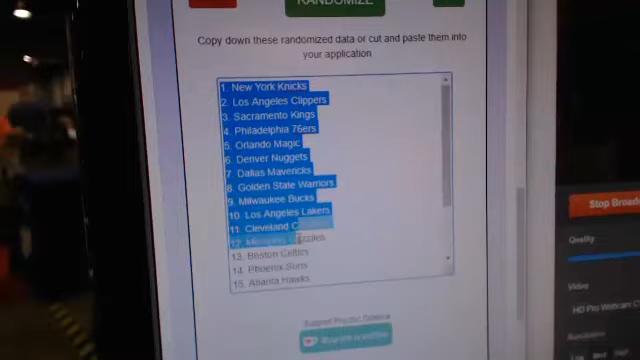 RANDOMIZE
Copy down these randomized data or cut and paste them into
your application
1. New York Knicks
2. Los Angeles Clippers
3. Sacramento Kings
4. Philadelphia 76ers
5. Orlando Magic
6. Denver Nuggets
7. Dallas Mavericks
8. Golden State Warriors
9. Milwaukee Bucks
10. Los Angeles Lakers
11. Cleveland
12. Memphis Grizzlies
13. Boston Celtics
14. Phoenix Suns
15. Atlanta Hawks
Stop Broad
Quality
Video
HD Pro Webcam C